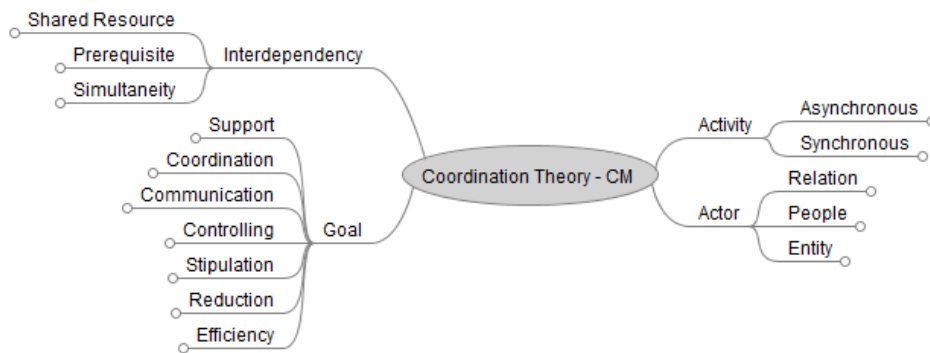 Shared Resource
Prerequisite
Simultaneity
Interdependency
Support
Coordination
Communication
Controlling
Stipulation
Reduction
Efficiency
Goal
Coordination Theory - CM
Activity
Asynchronous
Synchronous
Actor
Relation
People
Entity